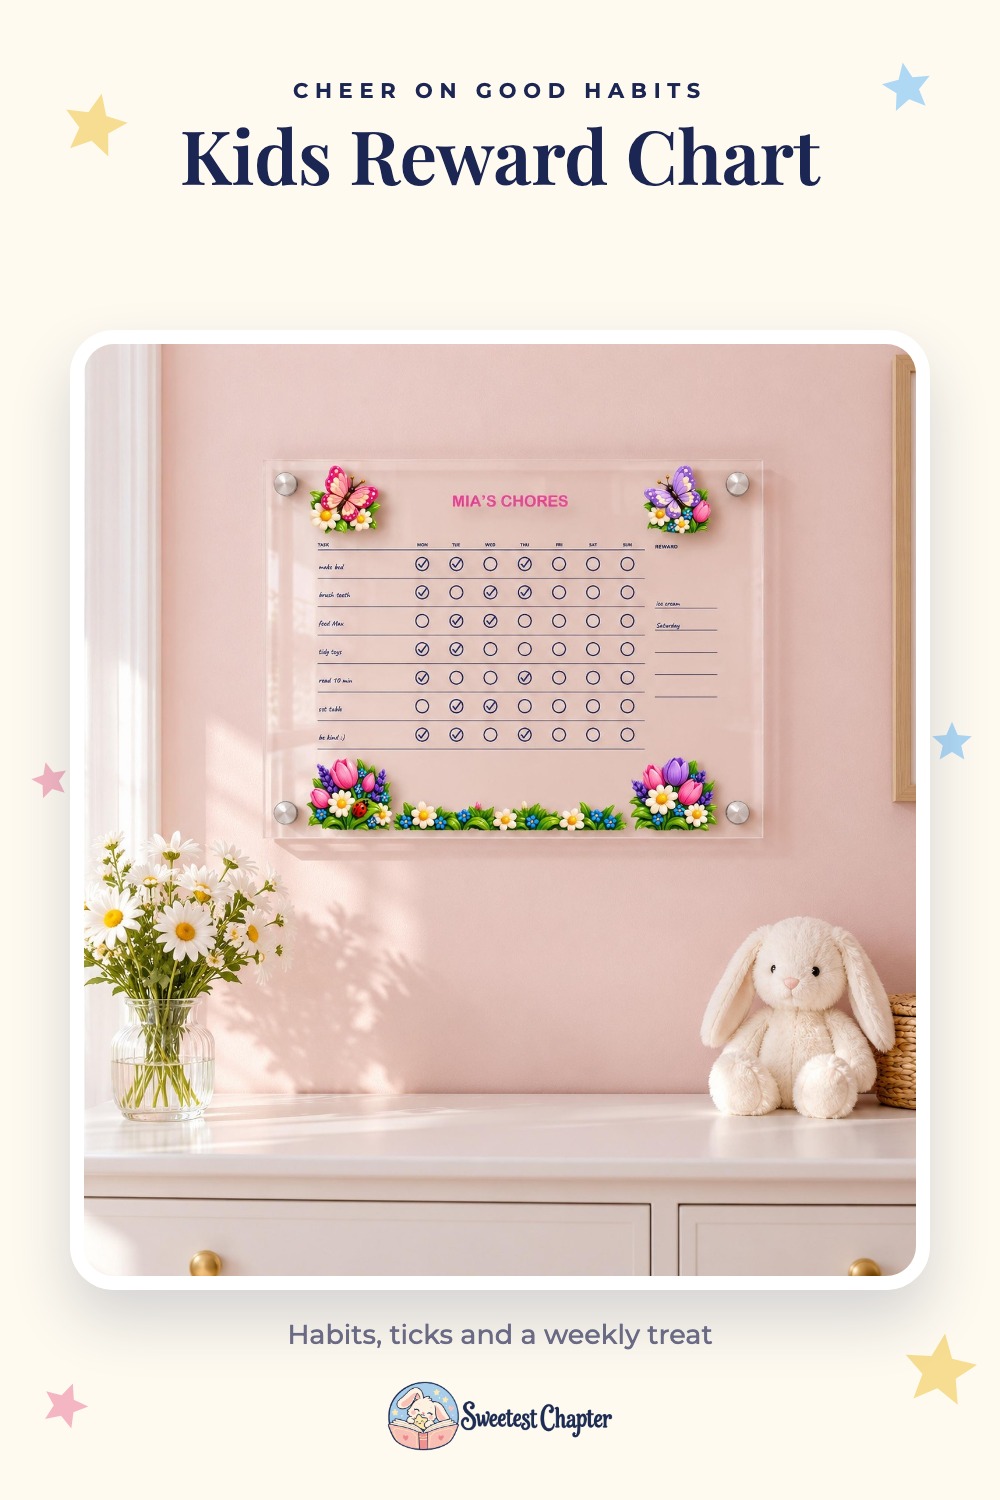 CHEER ON GOOD HABITS
Kids Reward Chart
MIA'S CHORES
TASK MON TUE WED THU FRI SAT SUN REWARD
make bed
brush teeth
ice cream
feed Max
Saturday
tidy toys
read 10 min
set table
be kind :)
Habits, ticks and a weekly treat
Sweetest Chapter